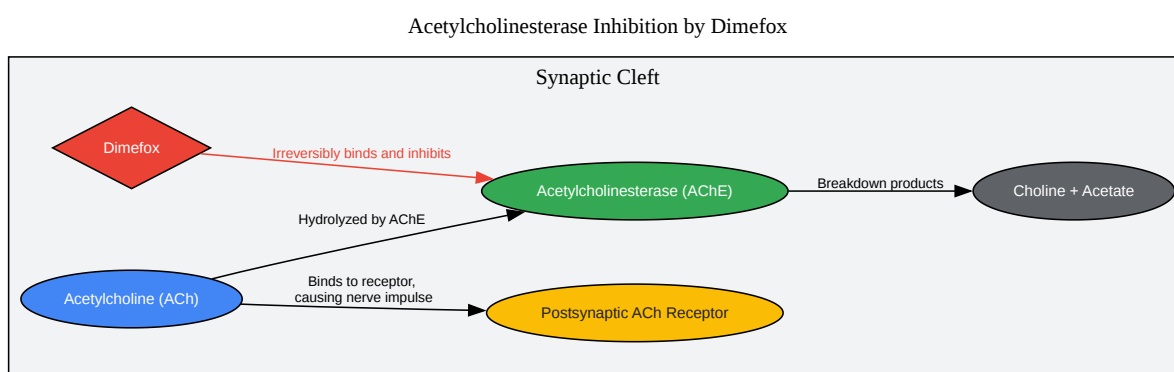 Acetylcholinesterase Inhibition by Dimefox
Synaptic Cleft
Dimefox
Irreversibly binds and inhibits
Acetylcholinesterase (AChE)
Breakdown products
Choline + Acetate
Hydrolyzed by AChE
Acetylcholine (ACh)
Binds to receptor,
causing nerve impulse
Postsynaptic ACh Receptor